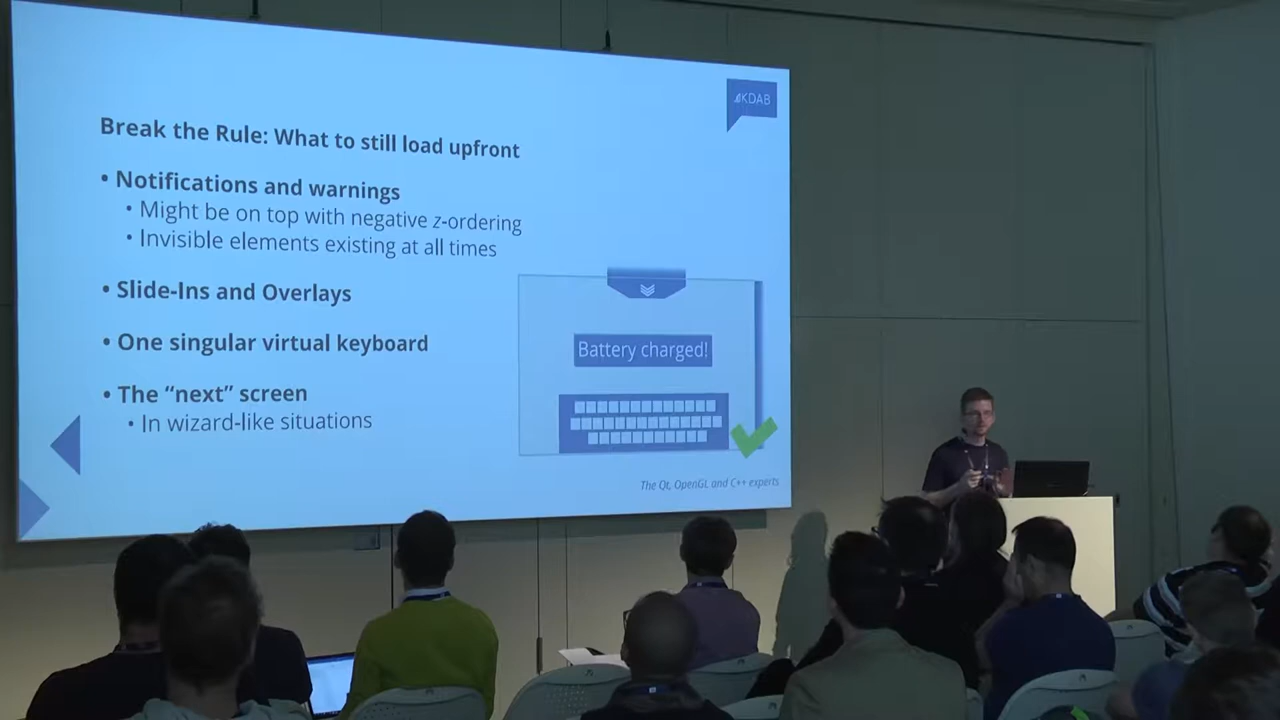 KDAB
Break the Rule: What to still load upfront
• Notifications and warnings
• Might be on top with negative z-ordering
• Invisible elements existing at all times
• Slide-Ins and Overlays
• One singular virtual keyboard
• The “next” screen
• In wizard-like situations
Battery charged!
The Qt, OpenGL and C++ experts